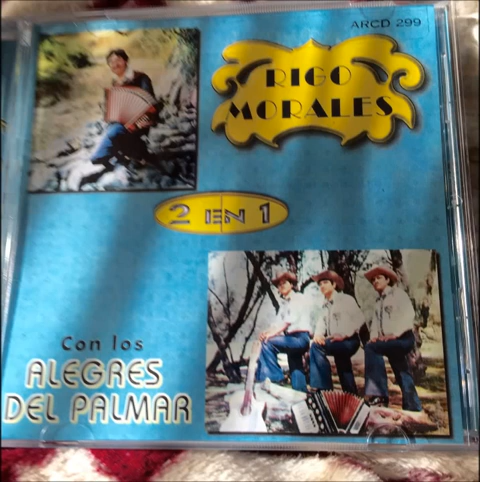 ARCD 299
RIGO
MORALES
2 EN 1
Con los
ALEGRES
DEL PALMAR